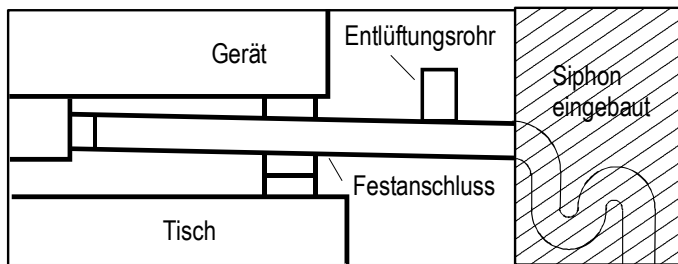 Entlüftungsrohr
Gerät
Siphon
eingebaut
Festanschluss
Tisch